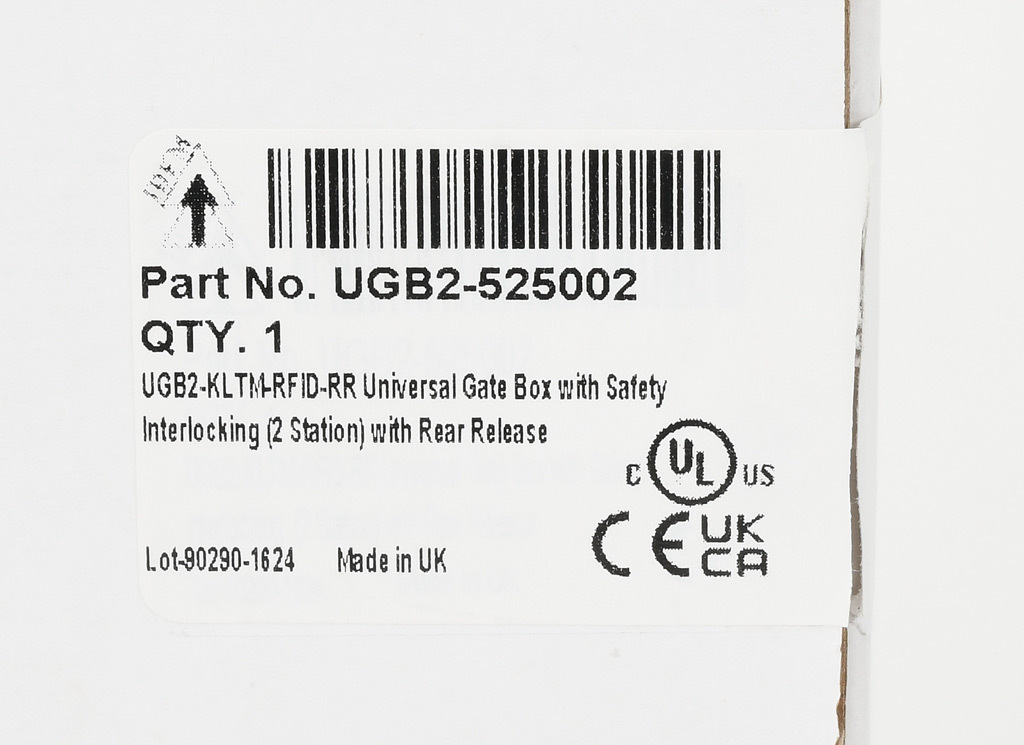 IDEM
Part No. UGB2-525002
QTY. 1
UGB2-KLTM-RFID-RR Universal Gate Box with Safety
Interlocking (2 Station) with Rear Release
C UL US
CE UK
CA
Lot-90290-1624 Made in UK